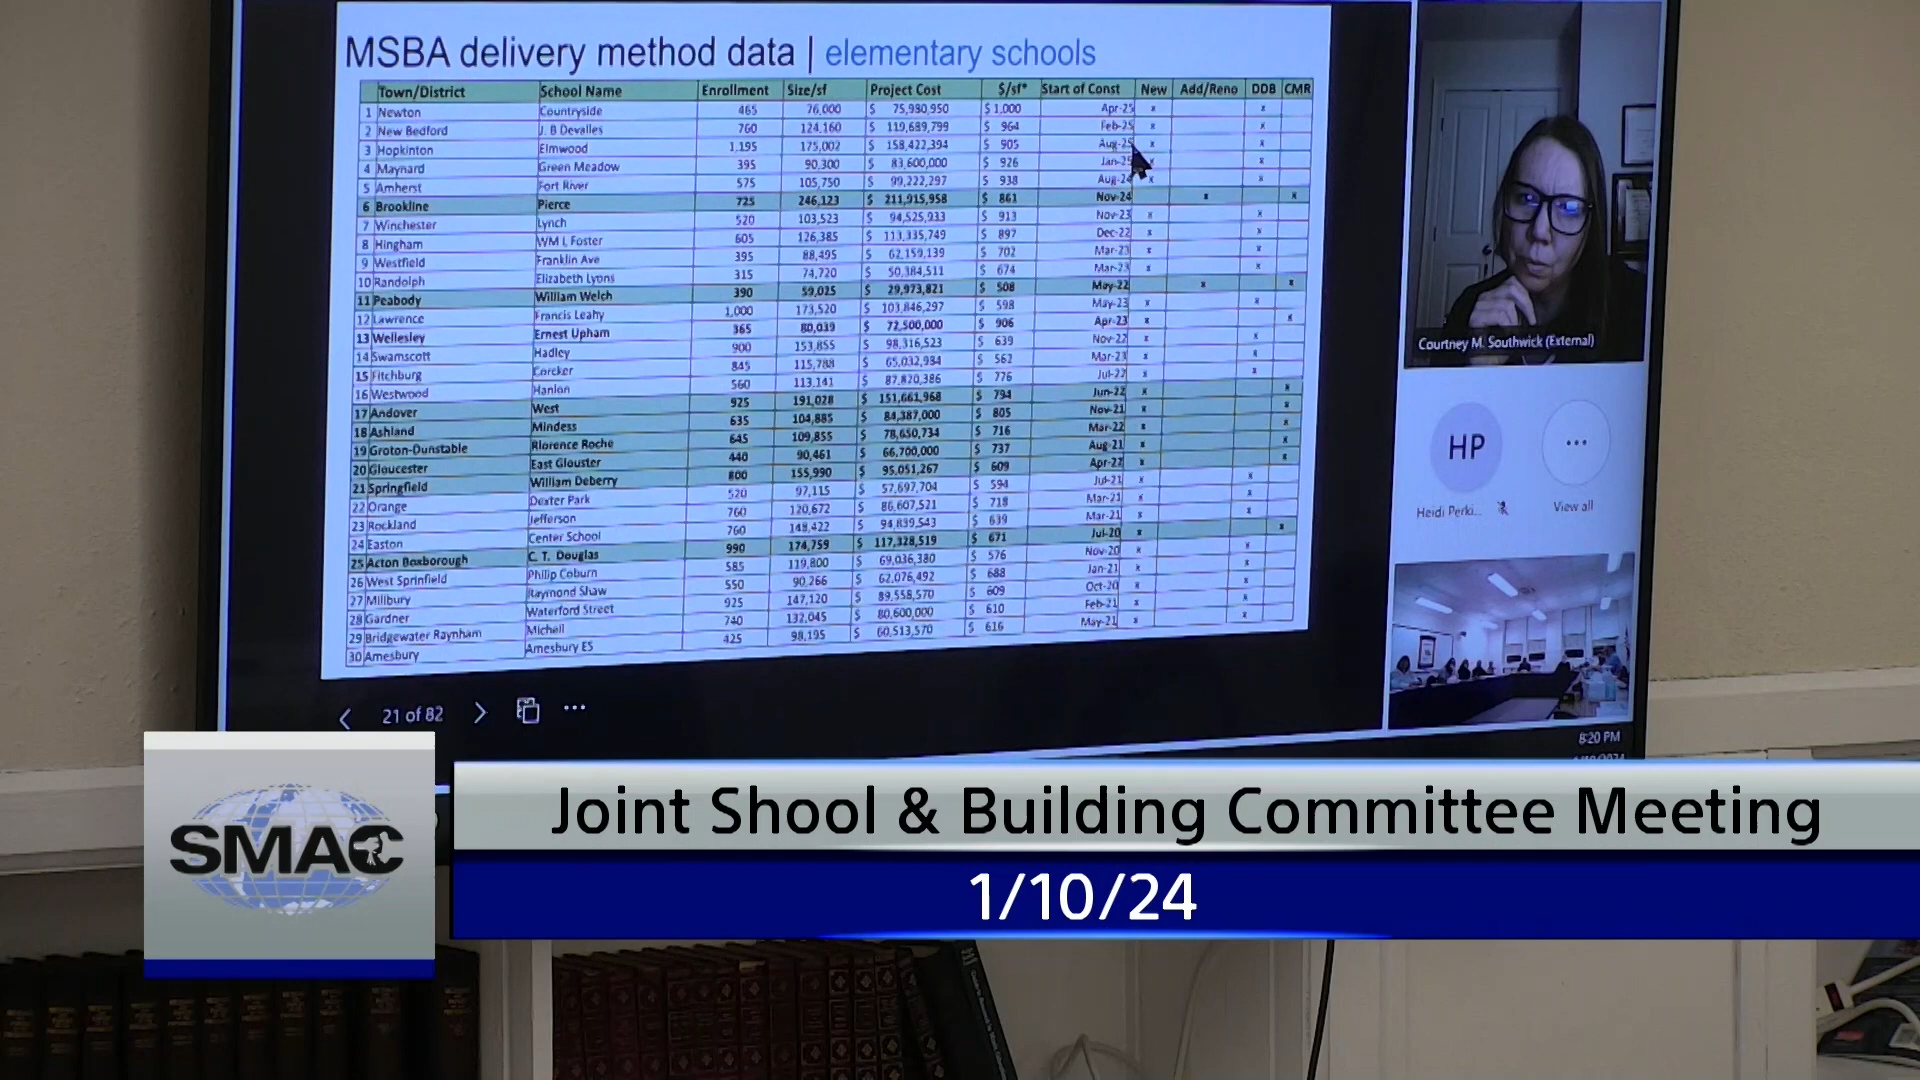 MSBA delivery method data | elementary schools
Town/District School Name Enrollment Size/sf Project Cost $/sf* Start of Const New Add/Reno DDB CMR
1 Newton Countryside 465 76,000 $ 75,980,950 $ 1,000 Apr-25 x x
2 New Bedford J. B Devalles 760 124,160 $ 119,689,799 $ 964 Feb-25 x x
3 Hopkinton Elmwood 1,195 175,002 $ 158,422,394 $ 905 Aug-25 x x
4 Maynard Green Meadow 395 90,300 $ 83,600,000 $ 926 Jan-25 x x
5 Amherst Fort River 575 105,750 $ 99,222,297 $ 938 Aug-24 x x
6 Brookline Pierce 725 246,123 $ 211,915,958 $ 861 Nov-24 x x
7 Winchester Lynch 520 103,523 $ 94,525,933 $ 913 Nov-23 x x
8 Hingham WM L Foster 605 126,385 $ 113,335,749 $ 897 Dec-22 x x
9 Westfield Franklin Ave 395 88,495 $ 62,159,139 $ 702 Mar-23 x x
10 Randolph Elizabeth Lyons 315 74,720 $ 50,384,511 $ 674 Mar-23 x x
11 Peabody William Welch 390 59,025 $ 29,973,821 $ 508 May-22 x x
12 Lawrence Francis Leahy 1,000 173,520 $ 103,846,297 $ 598 May-23 x x
13 Wellesley Ernest Upham 365 80,039 $ 72,500,000 $ 906 Apr-23 x x
14 Swamscott Hadley 900 153,855 $ 98,316,523 $ 639 Nov-22 x x
15 Fitchburg Crocker 845 115,788 $ 65,032,984 $ 562 Mar-23 x x
16 Westwood Hanlon 560 113,141 $ 87,820,386 $ 776 Jul-22 x x
17 Andover West 925 191,028 $ 151,661,968 $ 794 Jun-22 x x
18 Ashland Mindess 635 104,885 $ 84,387,000 $ 805 Nov-21 x x
19 Groton-Dunstable Rlorence Roche 645 109,855 $ 78,650,734 $ 716 Mar-22 x x
20 Gloucester East Glouster 440 90,461 $ 66,700,000 $ 737 Aug-21 x x
21 Springfield William Deberry 800 155,990 $ 95,051,267 $ 609 Apr-22 x x
22 Orange Dexter Park 520 97,115 $ 57,697,704 $ 594 Jul-21 x x
23 Rockland Jefferson 760 120,672 $ 86,607,521 $ 718 Mar-21 x x
24 Easton Center School 760 148,422 $ 94,839,543 $ 639 Mar-21 x x
25 Acton Boxborough C. T. Douglas 990 174,759 $ 117,328,519 $ 671 Jul-20 x x
26 West Sprinfield Philip Coburn 585 119,800 $ 69,036,380 $ 576 Nov-20 x x
27 Millbury Raymond Shaw 550 90,266 $ 62,076,492 $ 688 Jan-21 x x
28 Gardner Waterford Street 925 147,120 $ 89,558,570 $ 609 Oct-20 x x
29 Bridgewater Raynham Michell 740 132,045 $ 80,600,000 $ 610 Feb-21 x x
30 Amesbury Amesbury ES 425 98,195 $ 60,513,570 $ 616 May-21 x x
Courtney M. Southwick (External)
HP
Heidi Perki...
View all
21 of 82
8:20 PM
SMAC
Joint Shool & Building Committee Meeting
1/10/24